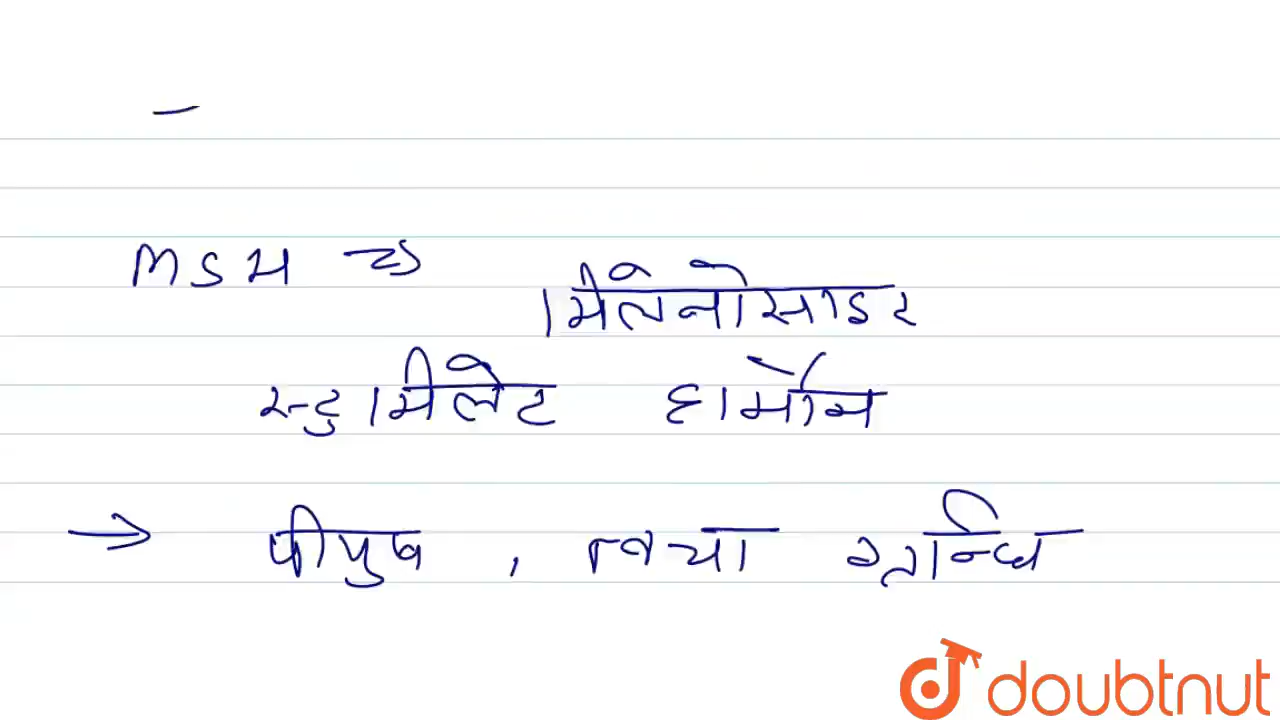 MSH ⇒
मिलेनोसाइट
स्टुमिलेट हार्मोन
→ पीयुष , त्वचा ग्रन्थि
doubtnut